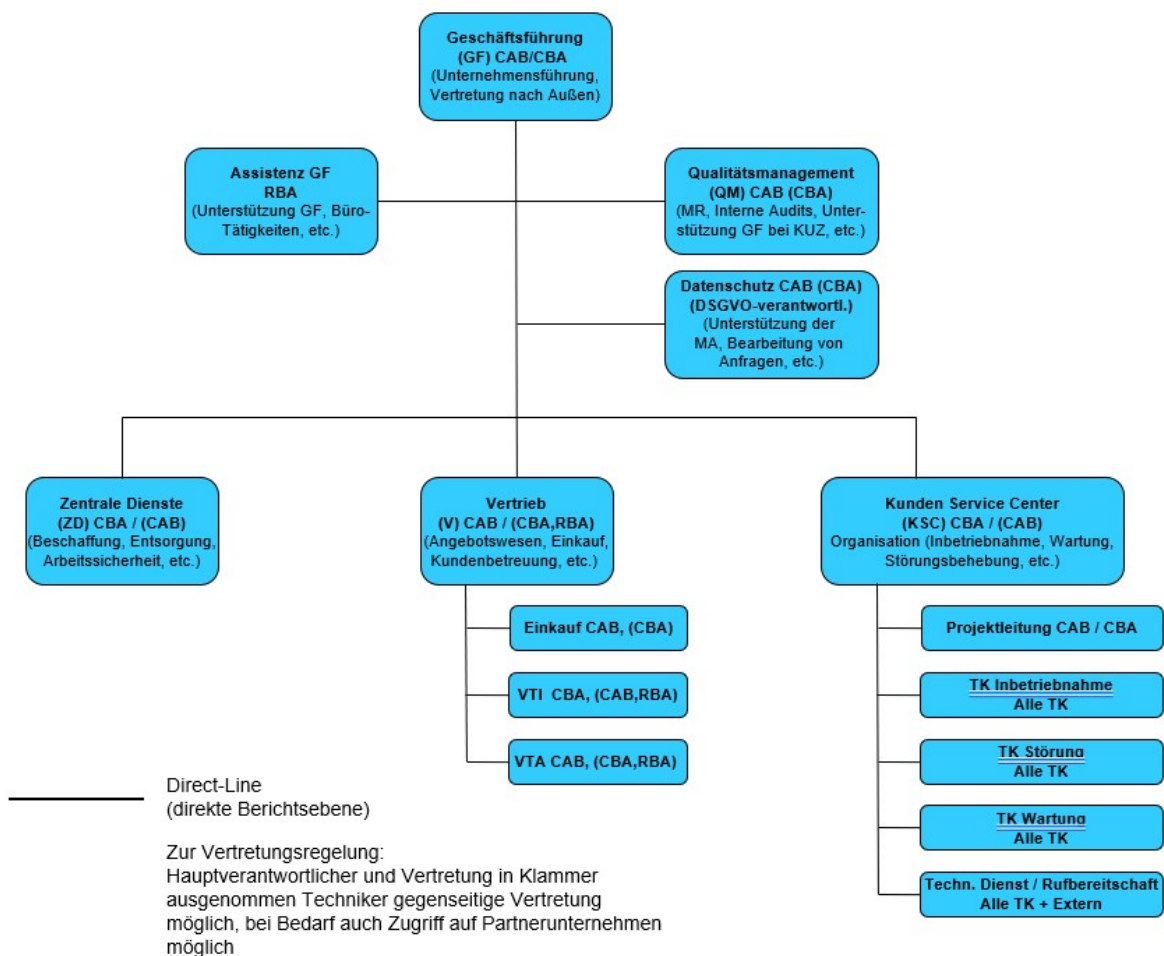 Geschäftsführung
(GF) CAB/CBA
(Unternehmensführung,
Vertretung nach Außen)
Assistenz GF
RBA
(Unterstützung GF, Büro-
Tätigkeiten, etc.)
Qualitätsmanagement
(QM) CAB (CBA)
(MR, Interne Audits, Unter-
stützung GF bei KUZ, etc.)
Datenschutz CAB (CBA)
(DSGVO-verantwortl.)
(Unterstützung der
MA, Bearbeitung von
Anfragen, etc.)
Zentrale Dienste
(ZD) CBA / (CAB)
(Beschaffung, Entsorgung,
Arbeitssicherheit, etc.)
Vertrieb
(V) CAB / (CBA,RBA)
(Angebotswesen, Einkauf,
Kundenbetreuung, etc.)
Kunden Service Center
(KSC) CBA / (CAB)
Organisation (Inbetriebnahme, Wartung,
Störungsbehebung, etc.)
Einkauf CAB, (CBA)
VTI CBA, (CAB,RBA)
VTA CAB, (CBA,RBA)
Projektleitung CAB / CBA
TK Inbetriebnahme
Alle TK
TK Störung
Alle TK
TK Wartung
Alle TK
Techn. Dienst / Rufbereitschaft
Alle TK + Extern
Direct-Line
(direkte Berichtsebene)
Zur Vertretungsregelung:
Hauptverantwortlicher und Vertretung in Klammer
ausgenommen Techniker gegenseitige Vertretung
möglich, bei Bedarf auch Zugriff auf Partnerunternehmen
möglich